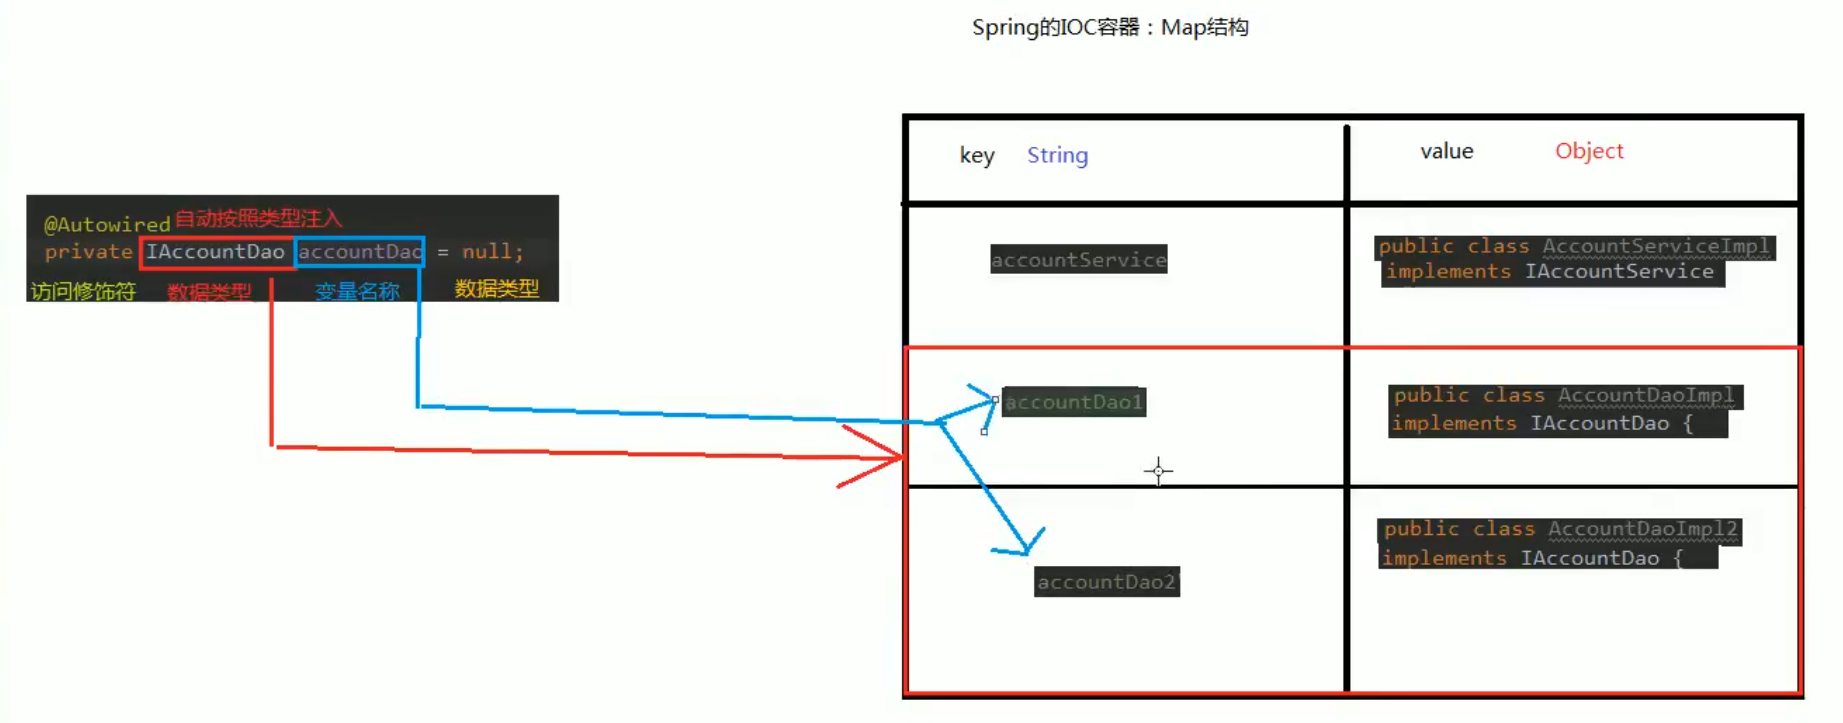 Spring的IOC容器：Map结构
key String value Object
@Autowired 自动按照类型注入
private IAccountDao accountDao = null;
访问修饰符 数据类型 变量名称 数据类型
accountService
public class AccountServiceImpl
implements IAccountService
accountDao1
public class AccountDaoImpl
implements IAccountDao {
accountDao2
public class AccountDaoImpl2
implements IAccountDao {